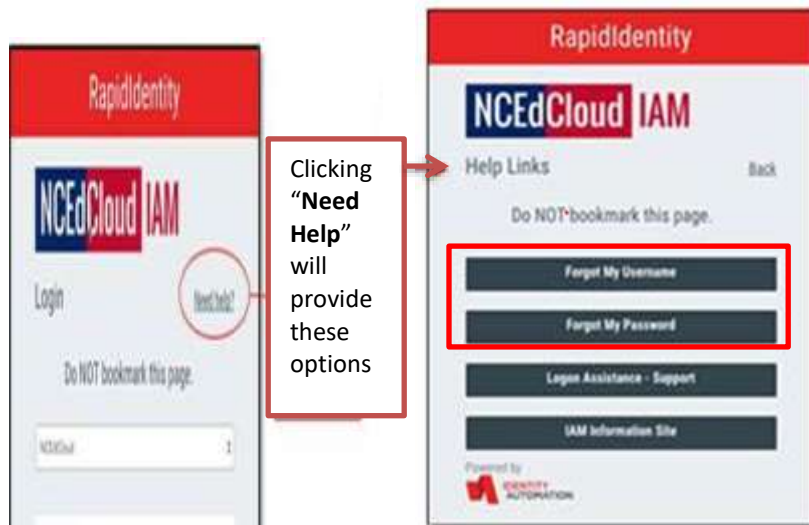 RapidIdentity
NCEdCloud IAM
Login
Need help?
Do NOT bookmark this page.
NCEdCloud
Clicking
“Need
Help”
will
provide
these
options
RapidIdentity
NCEdCloud IAM
Help Links
Back
Do NOT bookmark this page.
Forgot My Username
Forgot My Password
Logon Assistance - Support
IAM Information Site
Powered by
IDENTITY
AUTOMATION